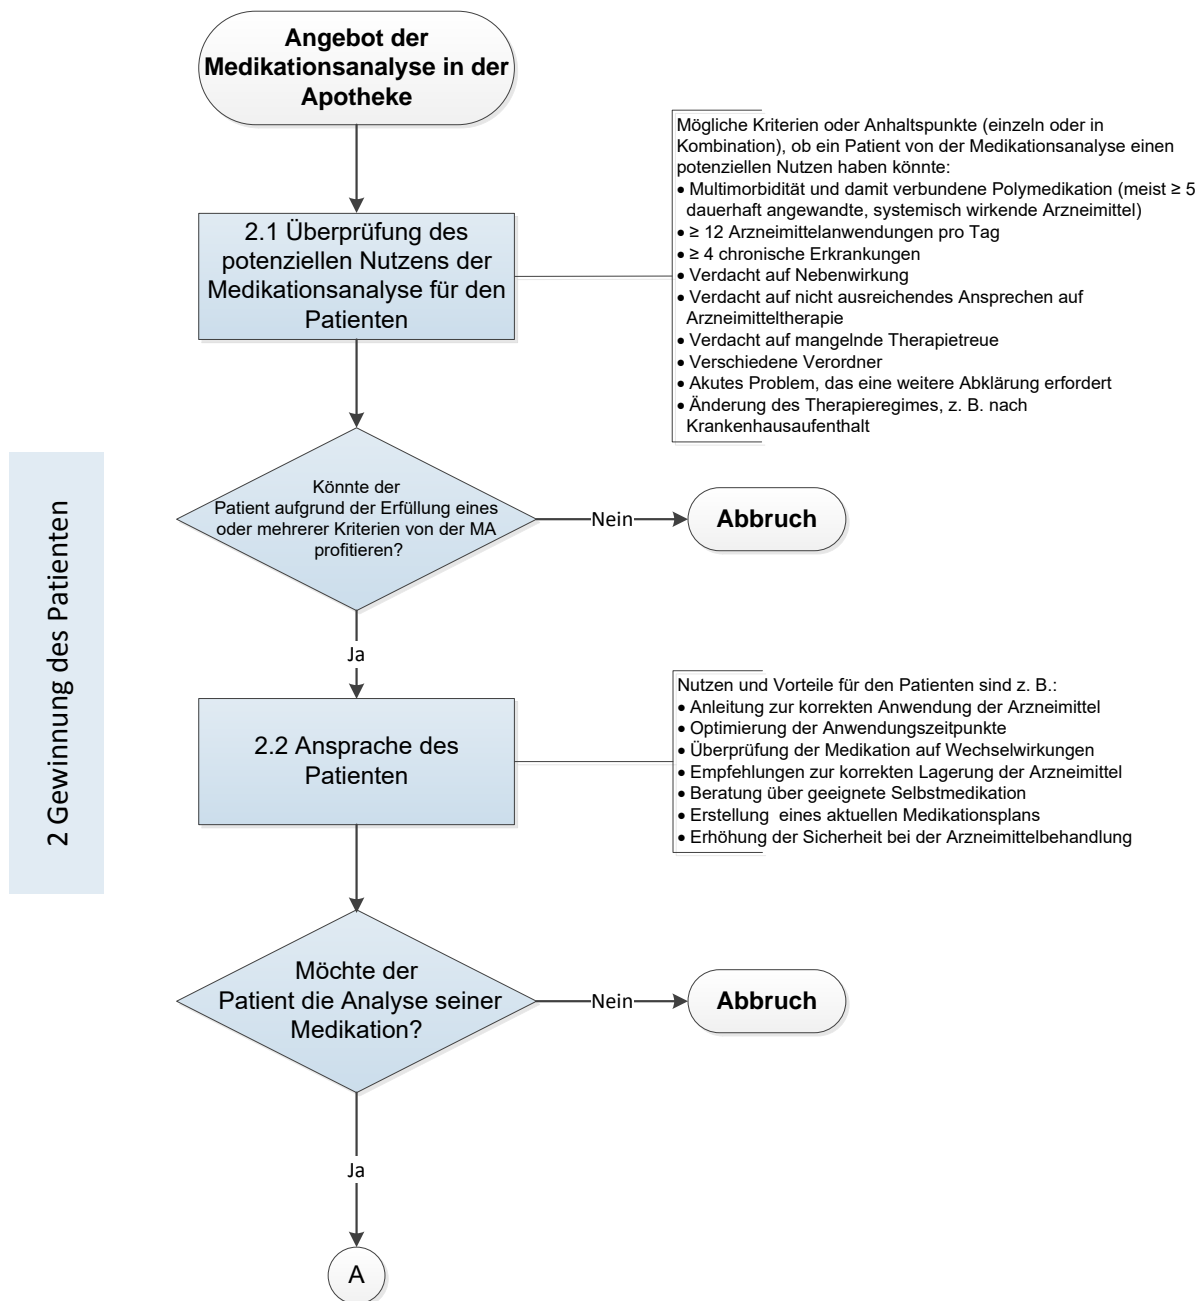 Angebot der
Medikationsanalyse in der
Apotheke
Mögliche Kriterien oder Anhaltspunkte (einzeln oder in
Kombination), ob ein Patient von der Medikationsanalyse einen
potenziellen Nutzen haben könnte:
• Multimorbidität und damit verbundene Polymedikation (meist ≥ 5
dauerhaft angewandte, systemisch wirkende Arzneimittel)
• ≥ 12 Arzneimittelanwendungen pro Tag
• ≥ 4 chronische Erkrankungen
• Verdacht auf Nebenwirkung
• Verdacht auf nicht ausreichendes Ansprechen auf
Arzneimitteltherapie
• Verdacht auf mangelnde Therapietreue
• Verschiedene Verordner
• Akutes Problem, das eine weitere Abklärung erfordert
• Änderung des Therapieregimes, z. B. nach
Krankenhausaufenthalt
2.1 Überprüfung des
potenziellen Nutzens der
Medikationsanalyse für den
Patienten
2 Gewinnung des Patienten
Könnte der
Patient aufgrund der Erfüllung eines
oder mehrerer Kriterien von der MA
profitieren?
Nein
Abbruch
Ja
2.2 Ansprache des
Patienten
Nutzen und Vorteile für den Patienten sind z. B.:
• Anleitung zur korrekten Anwendung der Arzneimittel
• Optimierung der Anwendungszeitpunkte
• Überprüfung der Medikation auf Wechselwirkungen
• Empfehlungen zur korrekten Lagerung der Arzneimittel
• Beratung über geeignete Selbstmedikation
• Erstellung eines aktuellen Medikationsplans
• Erhöhung der Sicherheit bei der Arzneimittelbehandlung
Möchte der
Patient die Analyse seiner
Medikation?
Nein
Abbruch
Ja
A